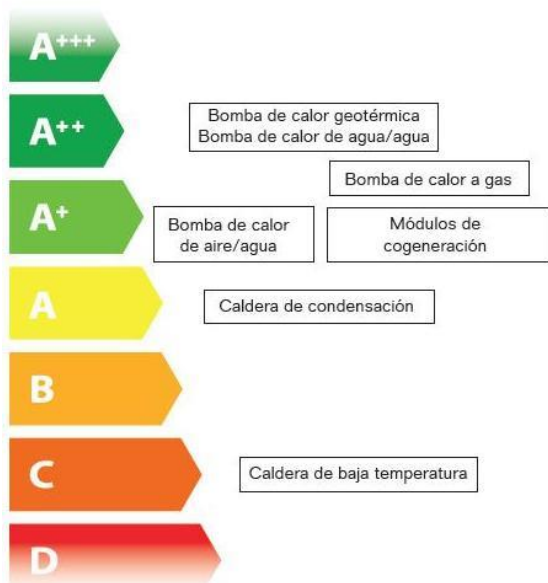 A+++
A++
Bomba de calor geotérmica
Bomba de calor de agua/agua
Bomba de calor a gas
A+
Bomba de calor
de aire/agua
Módulos de
cogeneración
A
Caldera de condensación
B
C
Caldera de baja temperatura
D